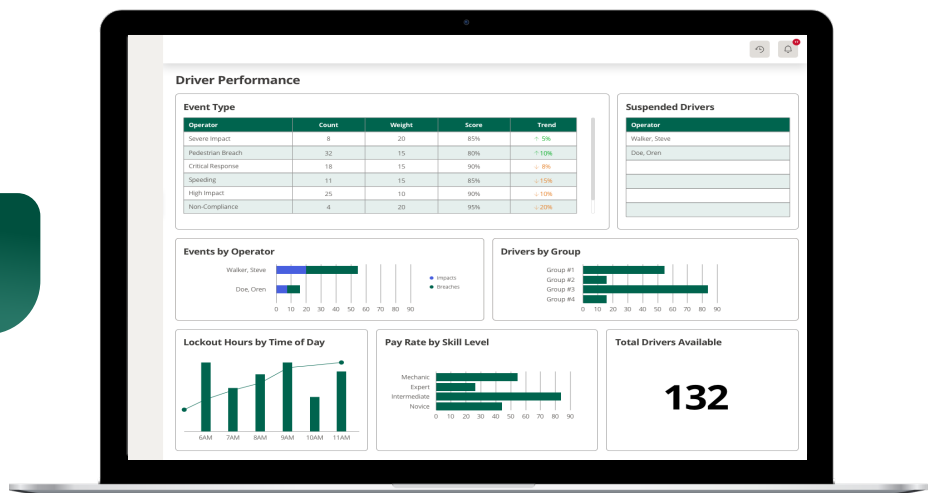 Driver Performance
Event Type
Operator Count Weight Score Trend
Severe Impact 8 20 85% ↑ 5%
Pedestrian Breach 32 15 80% ↑ 10%
Critical Response 18 15 90% ↓ 8%
Speeding 11 15 85% ↓ 15%
High Impact 25 10 90% ↓ 10%
Non-Compliance 4 20 95% ↓ 20%
Suspended Drivers
Operator
Walker, Steve
Doe, Oren
Events by Operator
Walker, Steve
Doe, Oren
0 10 20 30 40 50 60 70 80 90
Impacts
Breaches
Drivers by Group
Group #1
Group #2
Group #3
Group #4
0 10 20 30 40 50 60 70 80 90
Lockout Hours by Time of Day
6AM 7AM 8AM 9AM 10AM 11AM
Pay Rate by Skill Level
Mechanic
Expert
Intermediate
Novice
0 10 20 30 40 50 60 70 80 90
Total Drivers Available
132